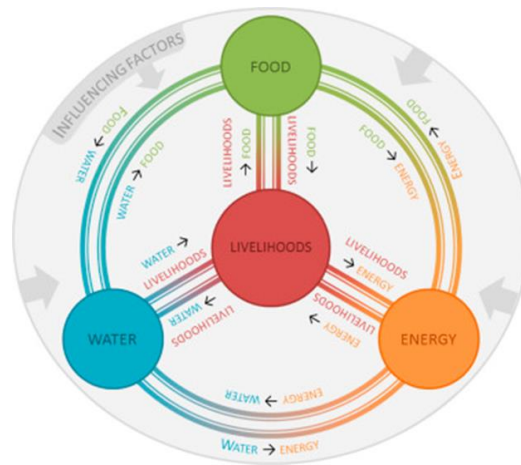 INFLUENCING FACTORS
FOOD
FOOD → WATER
WATER → FOOD
LIVELIHOODS → FOOD
LIVELIHOODS FOOD →
FOOD → ENERGY
ENERGY → FOOD
WATER → LIVELIHOODS
LIVELIHOODS
LIVELIHOODS → ENERGY
LIVELIHOODS → WATER
ENERGY → LIVELIHOODS
WATER
ENERGY
ENERGY → WATER
WATER → ENERGY